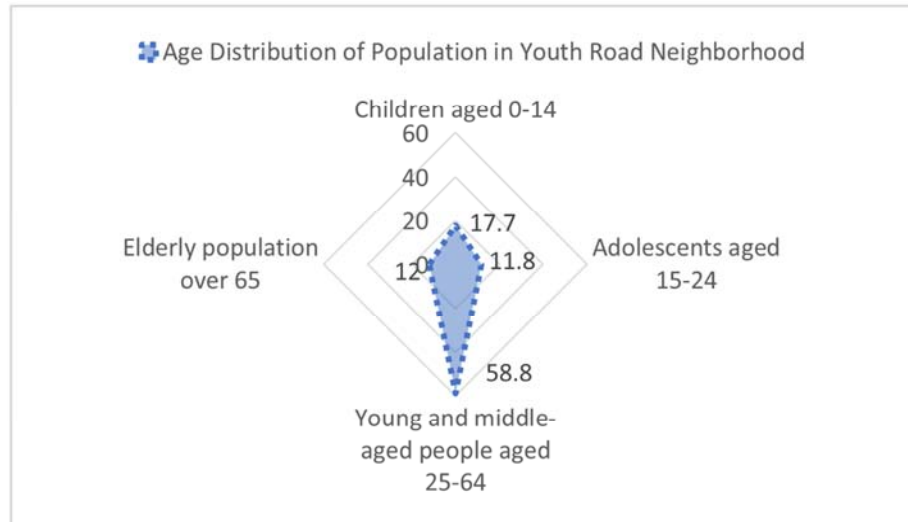 Age Distribution of Population in Youth Road Neighborhood
Children aged 0-14
60
40
20
0
17.7
11.8
12
58.8
Elderly population
over 65
Adolescents aged
15-24
Young and middle-
aged people aged
25-64